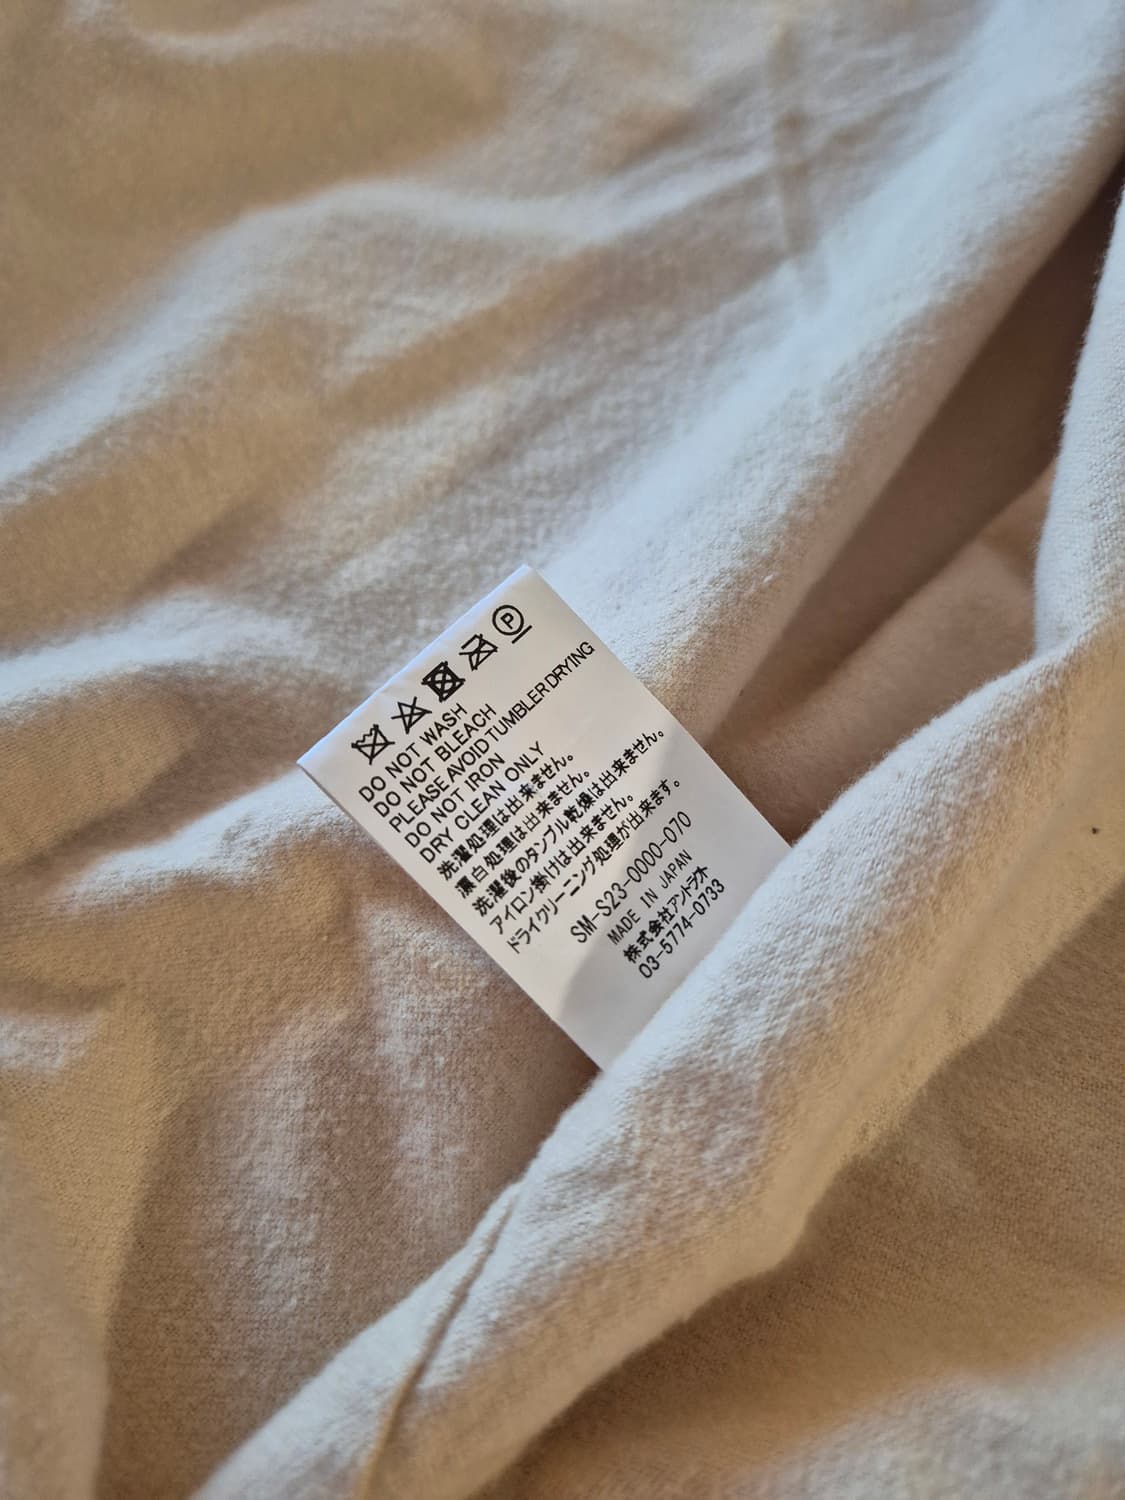 P
DO NOT WASH
DO NOT BLEACH
PLEASE AVOID TUMBLER DRYING
DO NOT IRON
DRY CLEAN ONLY
洗濯処理は出来ません。
漂白処理は出来ません。
洗濯後のタンブル乾燥は出来ません。
アイロン掛けは出来ません。
ドライクリーニング処理が出来ます。
SM-S23-0000-070
MADE IN JAPAN
株式会社アントラクト
03-5774-0733